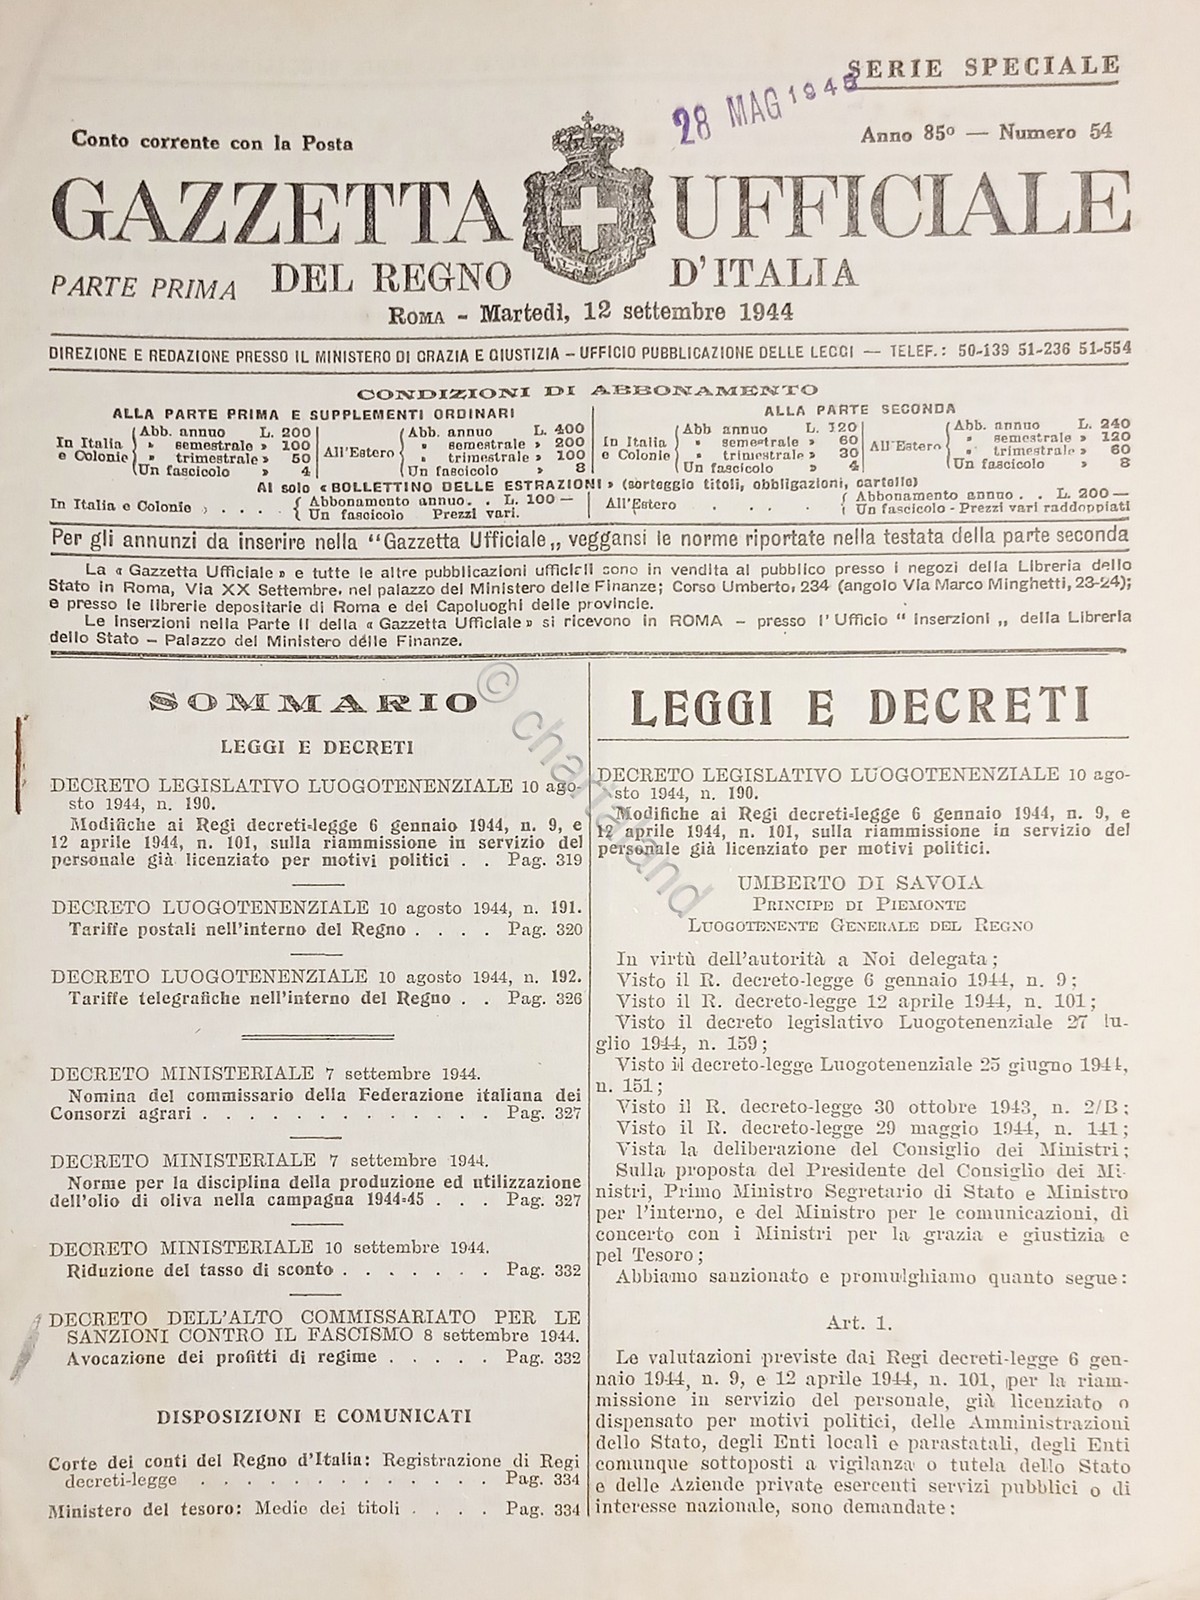 SERIE SPECIALE
28 MAG 1945
Conto corrente con la Posta
Anno 85° — Numero 54
GAZZETTA UFFICIALE
PARTE PRIMA DEL REGNO D'ITALIA
ROMA - Martedì, 12 settembre 1944
DIREZIONE E REDAZIONE PRESSO IL MINISTERO DI GRAZIA E GIUSTIZIA - UFFICIO PUBBLICAZIONE DELLE LEGGI — TELEF.: 50-139 51-236 51-554
CONDIZIONI DI ABBONAMENTO
ALLA PARTE PRIMA E SUPPLEMENTI ORDINARI
In Italia e Colonie
Abb. annuo L. 200
» semestrale » 100
» trimestrale » 50
Un fascicolo » 4
All'Estero
Abb. annuo L. 400
» semestrale » 200
» trimestrale » 100
Un fascicolo » 8
ALLA PARTE SECONDA
In Italia e Colonie
Abb annuo L. 120
» semestrale » 60
» trimestrale » 30
Un fascicolo » 4
All'Estero
Abb. annuo L. 240
» semestrale » 120
» trimestrale » 60
Un fascicolo » 8
Al solo «BOLLETTINO DELLE ESTRAZIONI» (sorteggio titoli, obbligazioni, cartelle)
In Italia e Colonie . . . . . Abbonamento annuo. . L. 100 —
Un fascicolo Prezzi vari.
All'Estero . . . . Abbonamento annuo . . L. 200 —
Un fascicolo - Prezzi vari raddoppiati
Per gli annunzi da inserire nella “Gazzetta Ufficiale„ veggansi le norme riportate nella testata della parte seconda
La « Gazzetta Ufficiale » e tutte le altre pubblicazioni ufficiali sono in vendita al pubblico presso i negozi della Libreria dello
Stato in Roma, Via XX Settembre, nel palazzo del Ministero delle Finanze; Corso Umberto, 234 (angolo Via Marco Minghetti, 23-24);
e presso le librerie depositarie di Roma e dei Capoluoghi delle provincie.
Le Inserzioni nella Parte II della « Gazzetta Ufficiale » si ricevono in ROMA - presso l'Ufficio “ Inserzioni „ della Libreria
dello Stato - Palazzo del Ministero delle Finanze.
SOMMARIO
LEGGI E DECRETI
DECRETO LEGISLATIVO LUOGOTENENZIALE 10 ago-
sto 1944, n. 190.
Modifiche ai Regi decreti-legge 6 gennaio 1944, n. 9, e
12 aprile 1944, n. 101, sulla riammissione in servizio del
personale già licenziato per motivi politici . . Pag. 319
DECRETO LUOGOTENENZIALE 10 agosto 1944, n. 191.
Tariffe postali nell'interno del Regno . . . . Pag. 320
DECRETO LUOGOTENENZIALE 10 agosto 1944, n. 192.
Tariffe telegrafiche nell'interno del Regno . . Pag. 326
DECRETO MINISTERIALE 7 settembre 1944.
Nomina del commissario della Federazione italiana dei
Consorzi agrari . . . . . . . . . . . . . Pag. 327
DECRETO MINISTERIALE 7 settembre 1944.
Norme per la disciplina della produzione ed utilizzazione
dell'olio di oliva nella campagna 1944-45 . . . Pag. 327
DECRETO MINISTERIALE 10 settembre 1944.
Riduzione del tasso di sconto . . . . . . . Pag. 332
DECRETO DELL'ALTO COMMISSARIATO PER LE
SANZIONI CONTRO IL FASCISMO 8 settembre 1944.
Avocazione dei profitti di regime . . . . . Pag. 332
DISPOSIZIONI E COMUNICATI
Corte dei conti del Regno d'Italia: Registrazione di Regi
decreti-legge . . . . . . . . . . . . . Pag. 334
Ministero del tesoro: Medie dei titoli . . . . Pag. 334
LEGGI E DECRETI
DECRETO LEGISLATIVO LUOGOTENENZIALE 10 ago-
sto 1944, n. 190.
Modifiche ai Regi decreti-legge 6 gennaio 1944, n. 9, e
12 aprile 1944, n. 101, sulla riammissione in servizio del
personale già licenziato per motivi politici.
UMBERTO DI SAVOIA
PRINCIPE DI PIEMONTE
LUOGOTENENTE GENERALE DEL REGNO
In virtù dell'autorità a Noi delegata;
Visto il R. decreto-legge 6 gennaio 1944, n. 9;
Visto il R. decreto-legge 12 aprile 1944, n. 101;
Visto il decreto legislativo Luogotenenziale 27 lu-
glio 1944, n. 159;
Visto il decreto-legge Luogotenenziale 25 giugno 1944,
n. 151;
Visto il R. decreto-legge 30 ottobre 1943, n. 2/B;
Visto il R. decreto-legge 29 maggio 1944, n. 141;
Vista la deliberazione del Consiglio dei Ministri;
Sulla proposta del Presidente del Consiglio dei Mi-
nistri, Primo Ministro Segretario di Stato e Ministro
per l'interno, e del Ministro per le comunicazioni, di
concerto con i Ministri per la grazia e giustizia e
pel Tesoro;
Abbiamo sanzionato e promulghiamo quanto segue:
Art. 1.
Le valutazioni previste dai Regi decreti-legge 6 gen-
naio 1944, n. 9, e 12 aprile 1944, n. 101, per la riam-
missione in servizio del personale, già licenziato o
dispensato per motivi politici, delle Amministrazioni
dello Stato, degli Enti locali e parastatali, degli Enti
comunque sottoposti a vigilanza o tutela dello Stato
e delle Aziende private esercenti servizi pubblici o di
interesse nazionale, sono demandate:
© chartaland